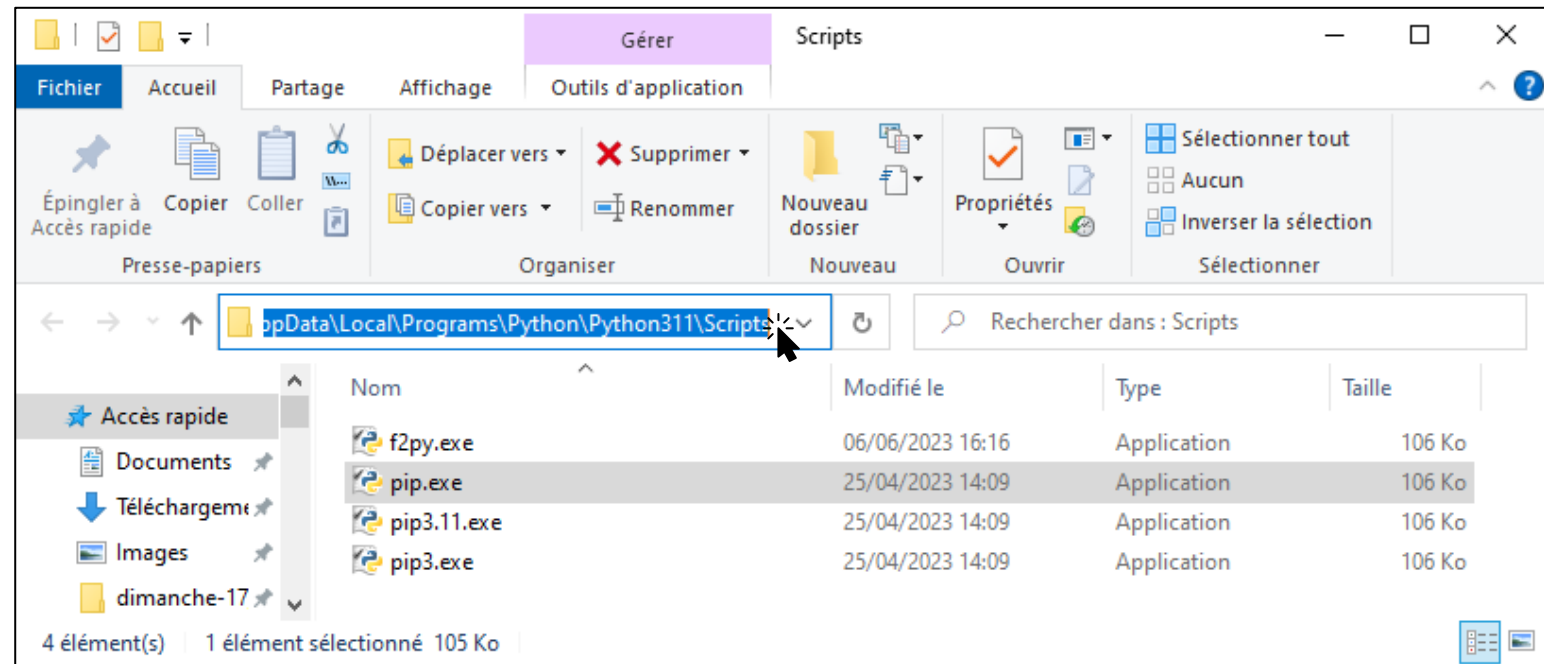 Gérer Scripts
Fichier Accueil Partage Affichage Outils d'application
Épingler à Accès rapide
Copier
Coller
Presse-papiers
Déplacer vers
Copier vers
Supprimer
Renommer
Organiser
Nouveau dossier
Nouveau
Propriétés
Ouvrir
Sélectionner tout
Aucun
Inverser la sélection
Sélectionner
ppData\Local\Programs\Python\Python311\Scripts
Rechercher dans : Scripts
Accès rapide
Documents
Téléchargeme
Images
dimanche-17
Nom Modifié le Type Taille
f2py.exe 06/06/2023 16:16 Application 106 Ko
pip.exe 25/04/2023 14:09 Application 106 Ko
pip3.11.exe 25/04/2023 14:09 Application 106 Ko
pip3.exe 25/04/2023 14:09 Application 106 Ko
4 élément(s) 1 élément sélectionné 105 Ko